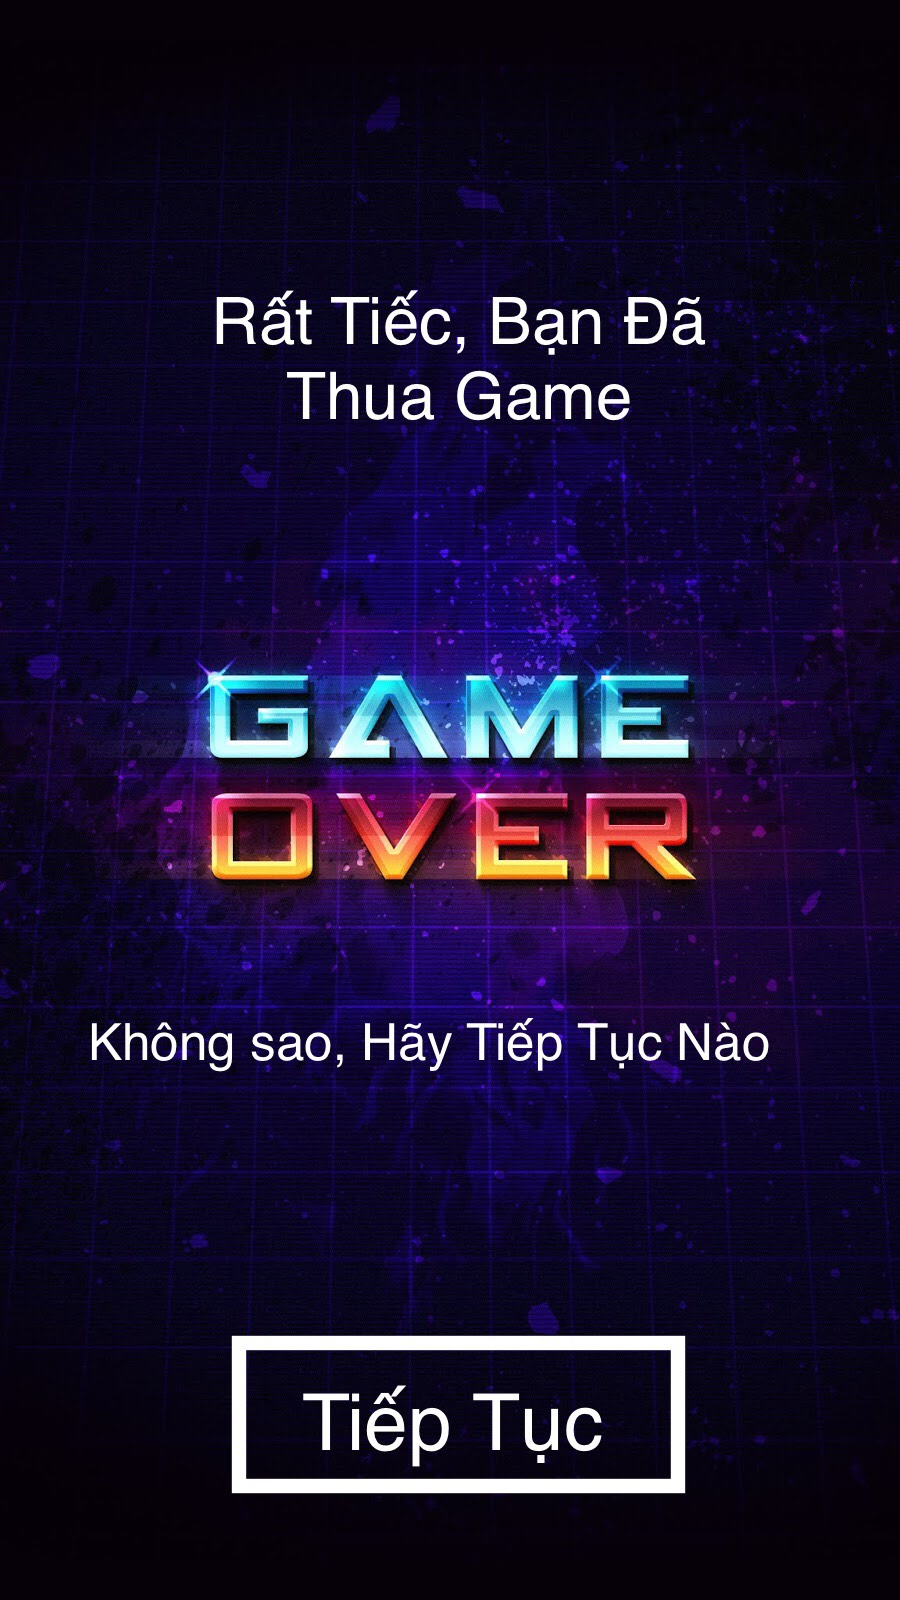 Rất Tiếc, Bạn Đã
Thua Game
GAME
OVER
Không sao, Hãy Tiếp Tục Nào
Tiếp Tục